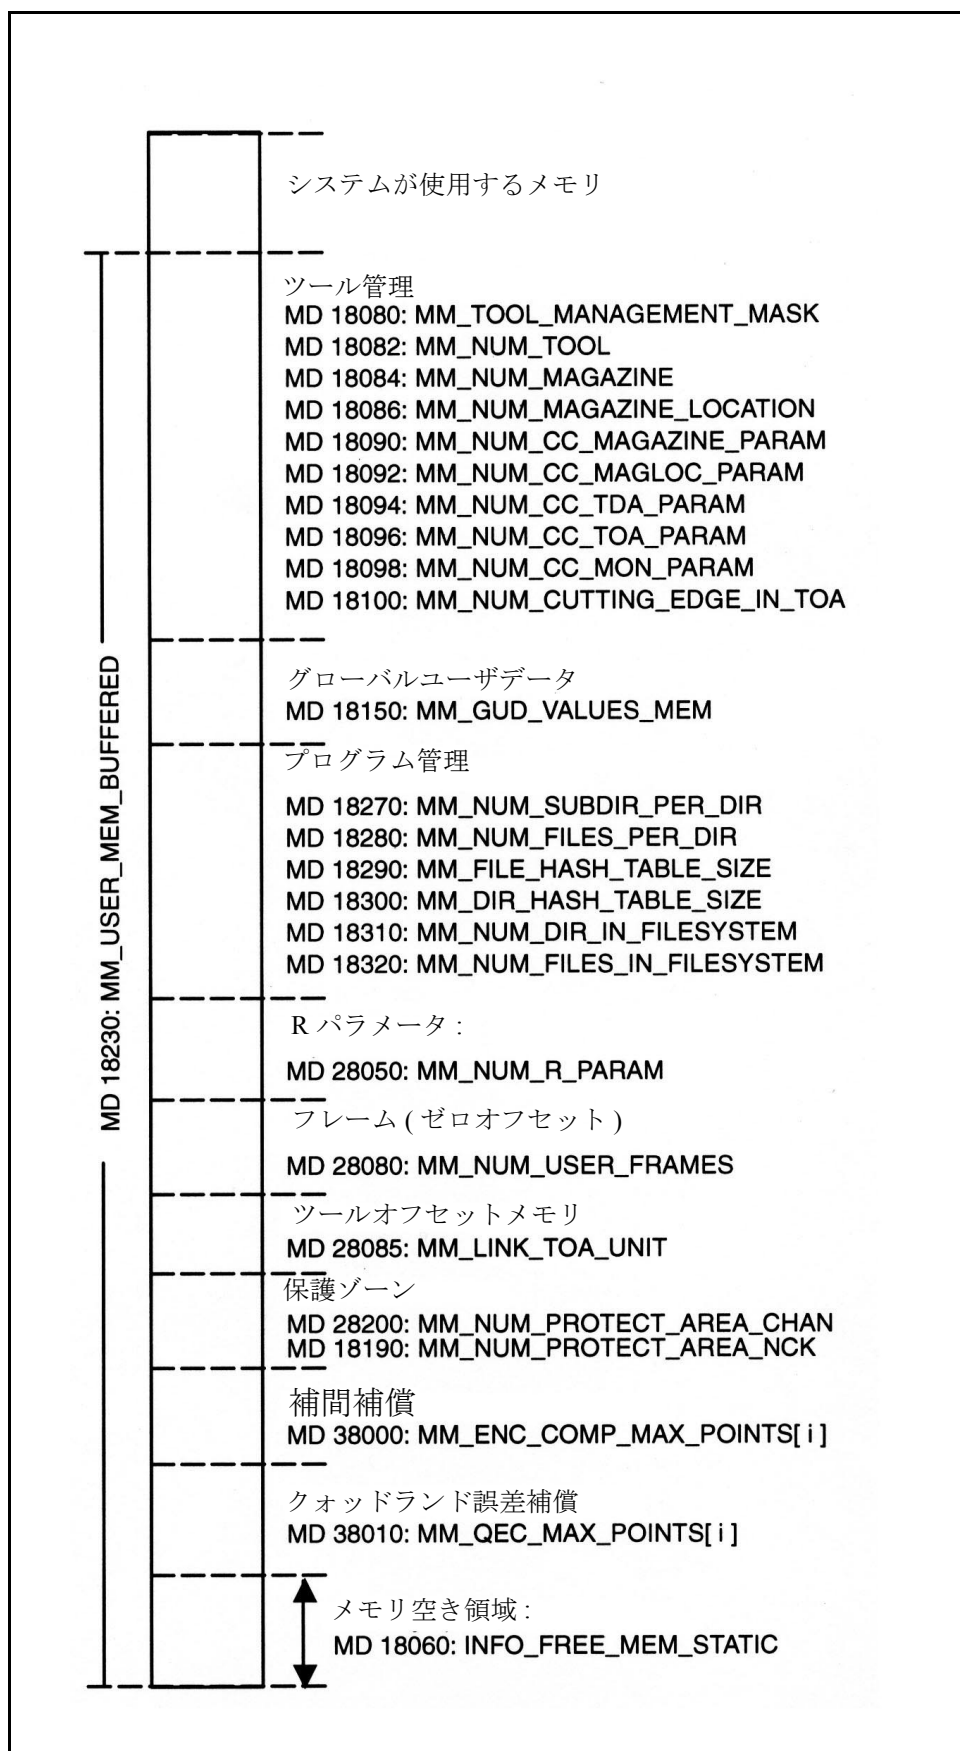 システムが使用するメモリ
ツール管理
MD 18080: MM_TOOL_MANAGEMENT_MASK
MD 18082: MM_NUM_TOOL
MD 18084: MM_NUM_MAGAZINE
MD 18086: MM_NUM_MAGAZINE_LOCATION
MD 18090: MM_NUM_CC_MAGAZINE_PARAM
MD 18092: MM_NUM_CC_MAGLOC_PARAM
MD 18094: MM_NUM_CC_TDA_PARAM
MD 18096: MM_NUM_CC_TOA_PARAM
MD 18098: MM_NUM_CC_MON_PARAM
MD 18100: MM_NUM_CUTTING_EDGE_IN_TOA
MD 18230: MM_USER_MEM_BUFFERED
グローバルユーザデータ
MD 18150: MM_GUD_VALUES_MEM
プログラム管理
MD 18270: MM_NUM_SUBDIR_PER_DIR
MD 18280: MM_NUM_FILES_PER_DIR
MD 18290: MM_FILE_HASH_TABLE_SIZE
MD 18300: MM_DIR_HASH_TABLE_SIZE
MD 18310: MM_NUM_DIR_IN_FILESYSTEM
MD 18320: MM_NUM_FILES_IN_FILESYSTEM
R パラメータ :
MD 28050: MM_NUM_R_PARAM
フレーム ( ゼロオフセット )
MD 28080: MM_NUM_USER_FRAMES
ツールオフセットメモリ
MD 28085: MM_LINK_TOA_UNIT
保護ゾーン
MD 28200: MM_NUM_PROTECT_AREA_CHAN
MD 18190: MM_NUM_PROTECT_AREA_NCK
補間補償
MD 38000: MM_ENC_COMP_MAX_POINTS[ i ]
クォッドランド誤差補償
MD 38010: MM_QEC_MAX_POINTS[ i ]
メモリ空き領域 :
MD 18060: INFO_FREE_MEM_STATIC